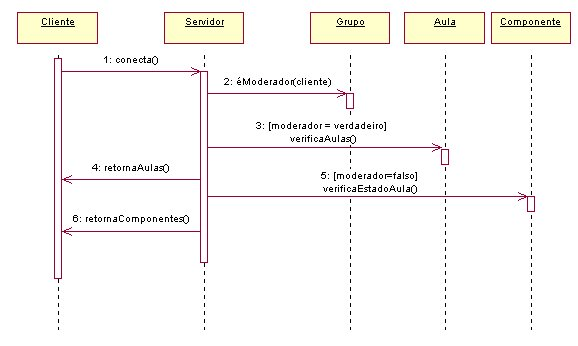 Cliente
Servidor
Grupo
Aula
Componente
1: conecta()
2: éModerador(cliente)
3: [moderador = verdadeiro]
verificaAulas()
4: retornaAulas()
5: [moderador=falso]
verificaEstadoAula()
6: retornaComponentes()